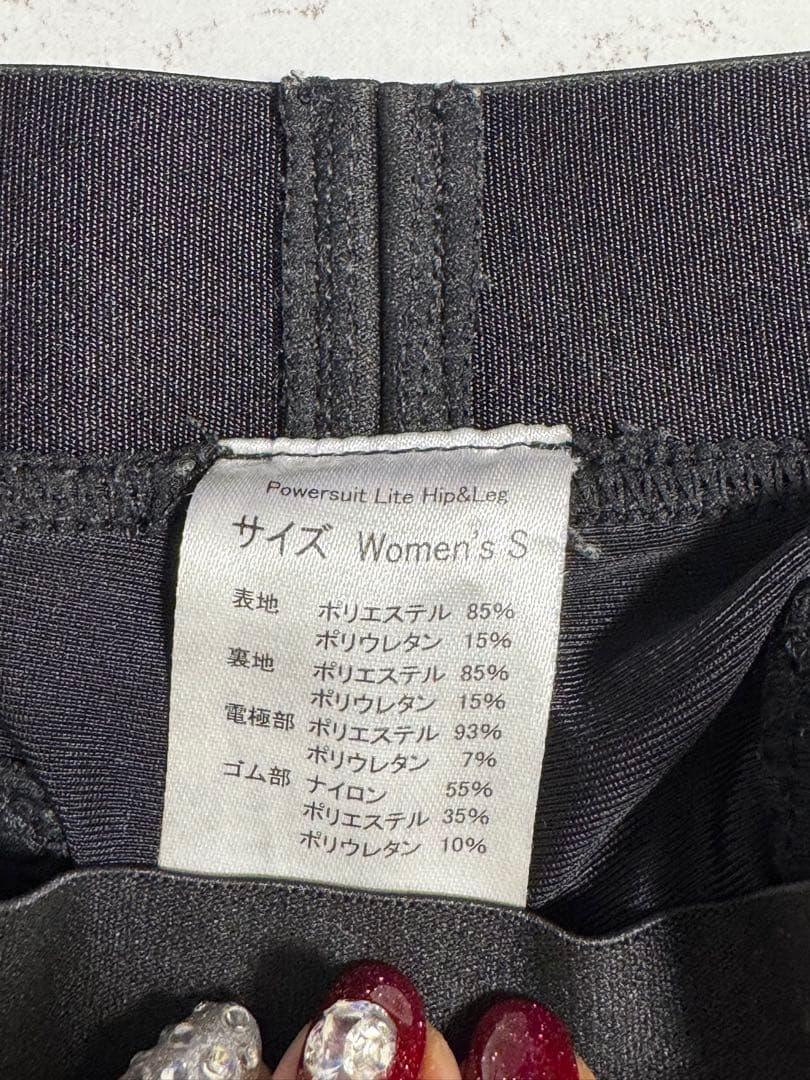 Powersuit Lite Hip&Leg
サイズ Women's S
表地 ポリエステル 85%
ポリウレタン 15%
裏地 ポリエステル 85%
ポリウレタン 15%
電極部 ポリエステル 93%
ポリウレタン 7%
ゴム部 ナイロン 55%
ポリエステル 35%
ポリウレタン 10%